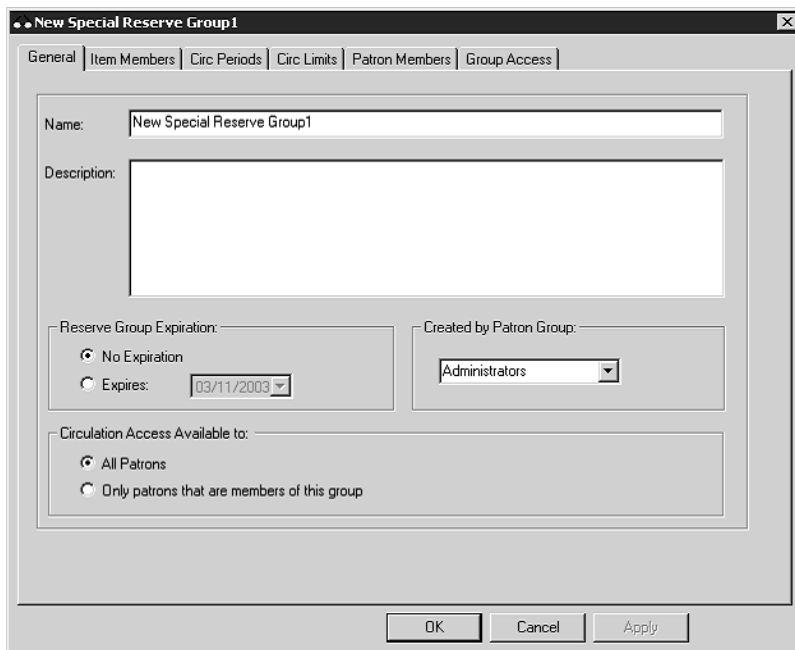 New Special Reserve Group1
General Item Members Circ Periods Circ Limits Patron Members Group Access
Name: New Special Reserve Group1
Description:
Reserve Group Expiration: Created by Patron Group:
No Expiration
Administrators
Expires: 03/11/2003
Circulation Access Available to:
All Patrons
Only patrons that are members of this group
OK Cancel Apply